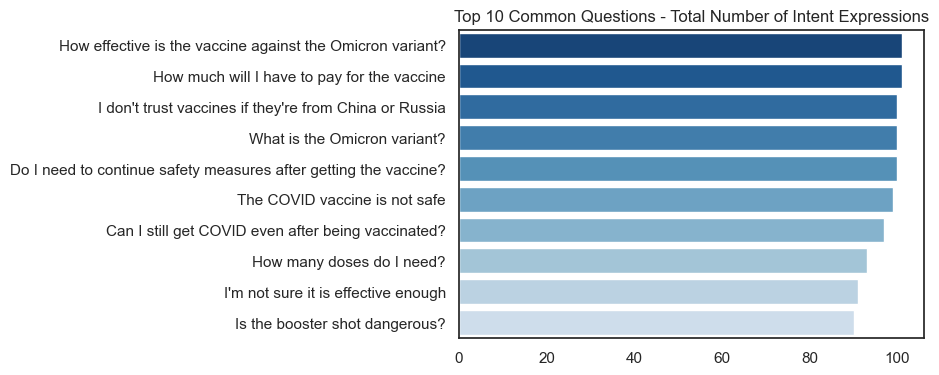 Top 10 Common Questions - Total Number of Intent Expressions
How effective is the vaccine against the Omicron variant?
How much will I have to pay for the vaccine
I don't trust vaccines if they're from China or Russia
What is the Omicron variant?
Do I need to continue safety measures after getting the vaccine?
The COVID vaccine is not safe
Can I still get COVID even after being vaccinated?
How many doses do I need?
I'm not sure it is effective enough
Is the booster shot dangerous?
0 20 40 60 80 100